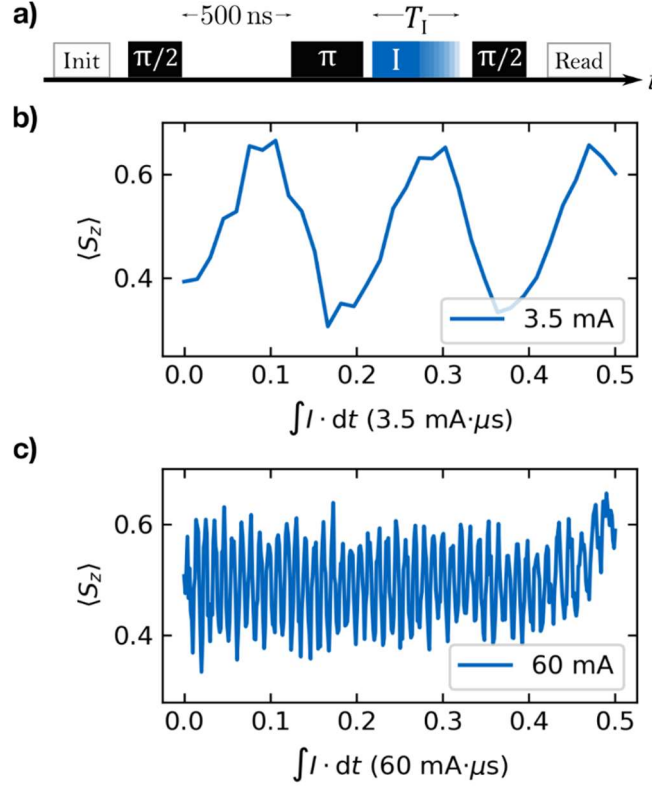 a)
500 ns
T_I
Init π/2 π I π/2 Read
t
b)
⟨S_z⟩
0.6
0.4
3.5 mA
0.0 0.1 0.2 0.3 0.4 0.5
∫I · dt (3.5 mA·μs)
c)
⟨S_z⟩
0.6
0.4
60 mA
0.0 0.1 0.2 0.3 0.4 0.5
∫I · dt (60 mA·μs)